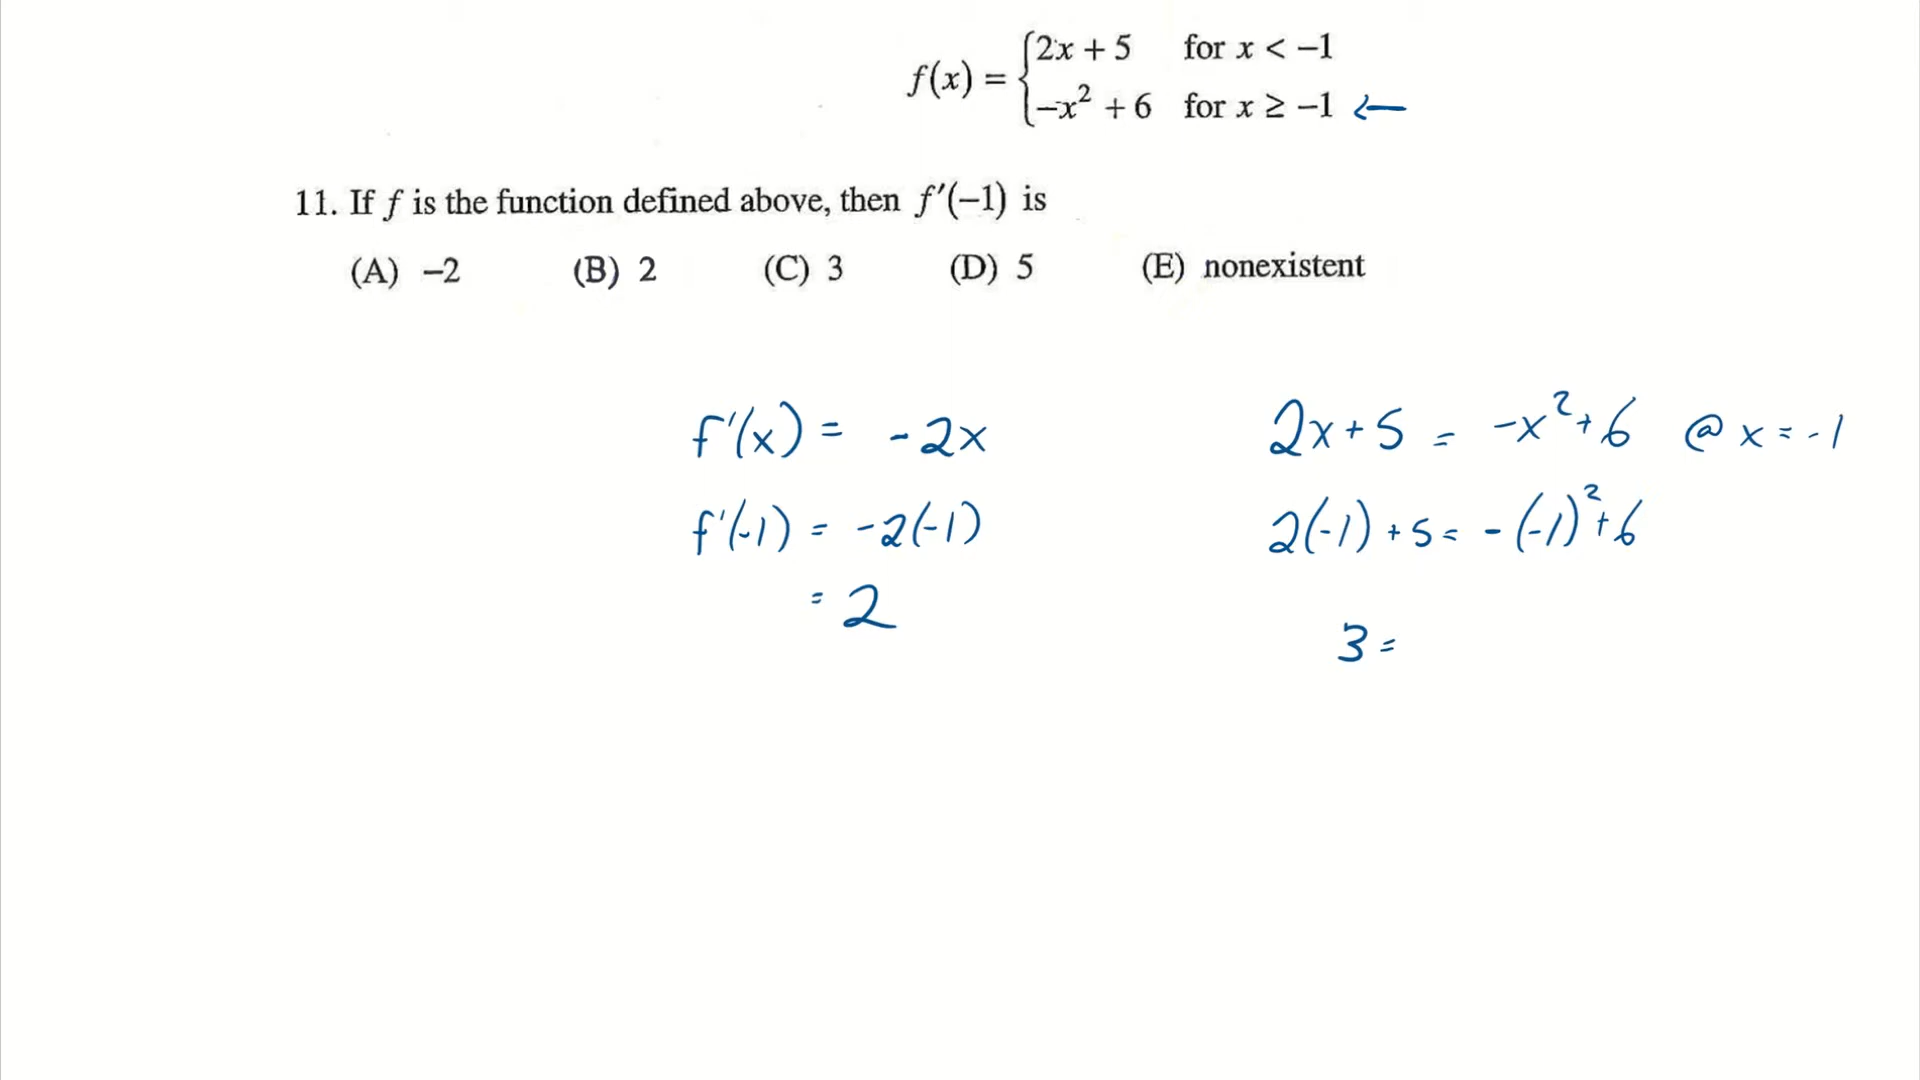 f(x) = {2x + 5 for x < −1
−x² + 6 for x ≥ −1 ←
11. If f is the function defined above, then f′(−1) is
(A) −2 (B) 2 (C) 3 (D) 5 (E) nonexistent
f'(x) = -2x 2x+5 = -x²+6 @ x = -1
f'(-1) = -2(-1) 2(-1)+5 = -(-1)²+6
= 2
3 =